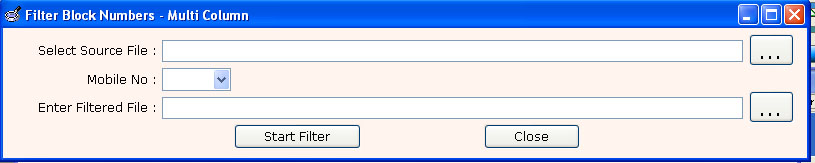 Filter Block Numbers - Multi Column
Select Source File : ...
Mobile No :
Enter Filtered File : ...
Start Filter Close